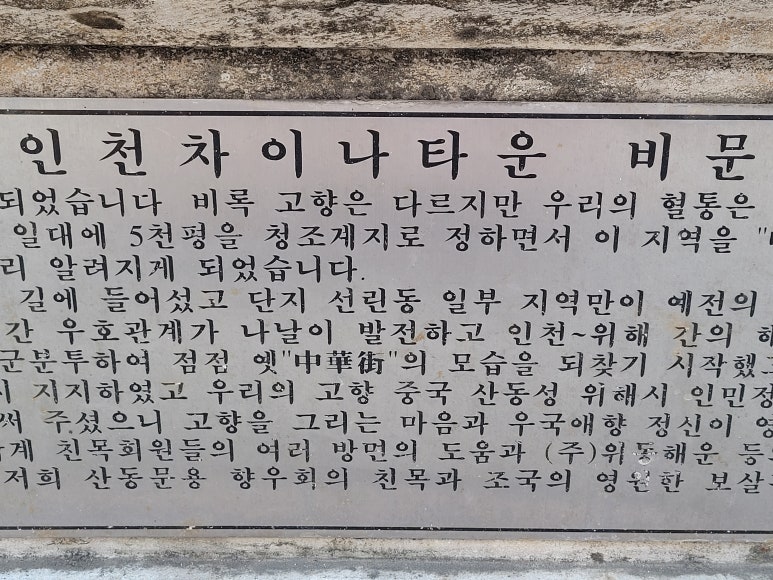 인천차이나타운 비문
되었습니다 비록 고향은 다르지만 우리의 혈통은
일대에 5천평을 청조계지로 정하면서 이 지역을 "
리 알려지게 되었습니다.
길에 들어섰고 단지 선린동 일부 지역만이 예전의
간 우호관계가 나날이 발전하고 인천~위해 간의 해
군분투하여 점점 옛"中華街"의 모습을 되찾기 시작했고
지지하였고 우리의 고향 중국 산동성 위해시 인민정
써 주셨으니 고향을 그리는 마음과 우국애향 정신이 영
계 친목회원들의 여러 방면의 도움과 (주)위동해운 등의
저희 산동문용 향우회의 친목과 조국의 영원한 보살